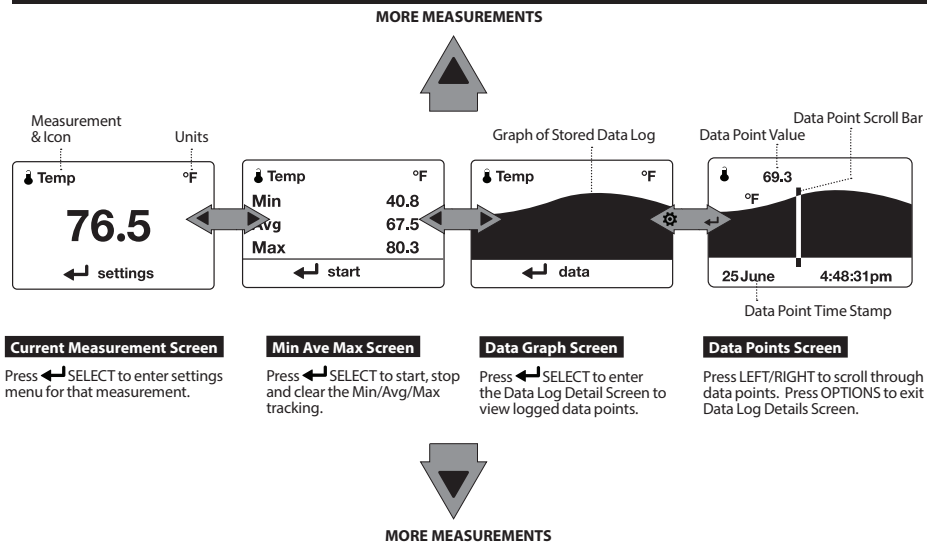 MORE MEASUREMENTS
Measurement
& Icon
Units
Graph of Stored Data Log
Data Point Value
Data Point Scroll Bar
Temp °F
76.5
settings
Temp °F
Min 40.8
Avg 67.5
Max 80.3
start
Temp °F
data
69.3
°F
25 June 4:48:31pm
Data Point Time Stamp
Current Measurement Screen
Press SELECT to enter settings
menu for that measurement.
Min Ave Max Screen
Press SELECT to start, stop
and clear the Min/Avg/Max
tracking.
Data Graph Screen
Press SELECT to enter
the Data Log Detail Screen to
view logged data points.
Data Points Screen
Press LEFT/RIGHT to scroll through
data points. Press OPTIONS to exit
Data Log Details Screen.
MORE MEASUREMENTS